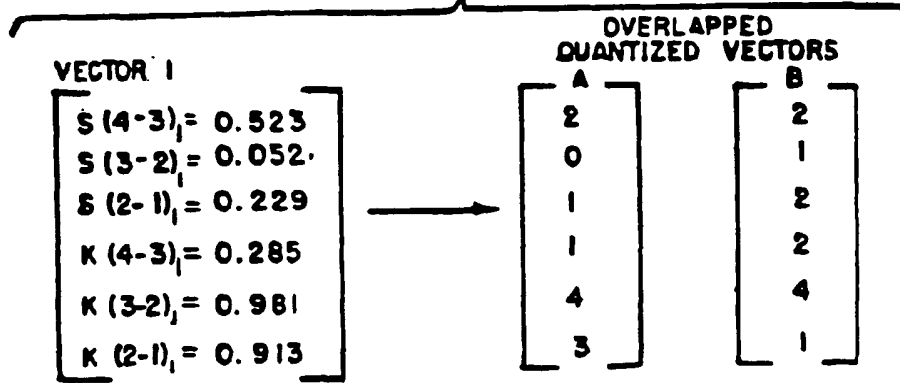 OVERLAPPED
QUANTIZED VECTORS
VECTOR 1
A
B
S (4-3)₁ = 0.523
S (3-2)₁ = 0.052
S (2-1)₁ = 0.229
K (4-3)₁ = 0.285
K (3-2)₁ = 0.981
K (2-1)₁ = 0.913
2
0
1
1
4
3
2
1
2
2
4
1